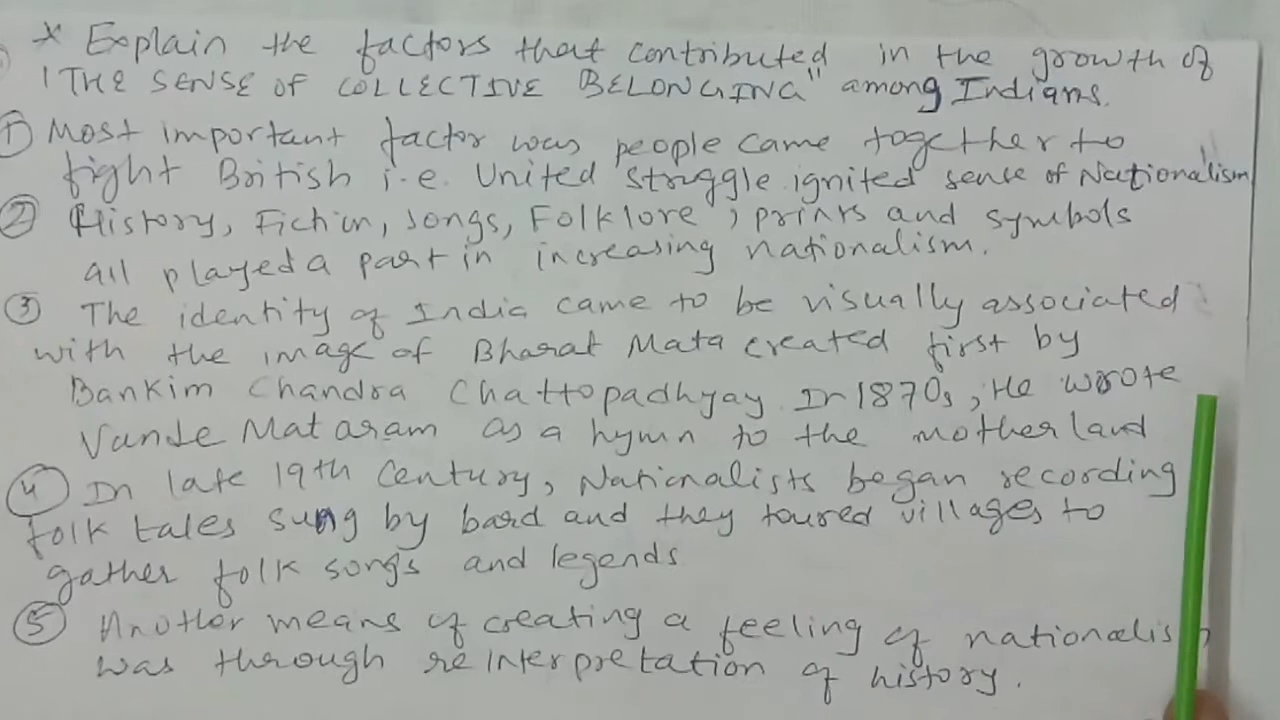 * Explain the factors that contributed in the growth of
"THE SENSE OF COLLECTIVE BELONGING" among Indians.
1) Most important factor was people came together to
fight British i.e. United struggle ignited sense of Nationalism
2) History, Fiction, songs, Folklore, prints and symbols
all played a part in increasing nationalism.
3) The identity of India came to be visually associated
with the image of Bharat Mata created first by
Bankim Chandra Chattopadhyay. In 1870s, He wrote
Vande Mataram as a hymn to the motherland
4) In late 19th Century, Nationalists began recording
folk tales sung by bard and they toured villages to
gather folk songs and legends
5) Another means of creating a feeling of nationalis
was through reinterpretation of history.